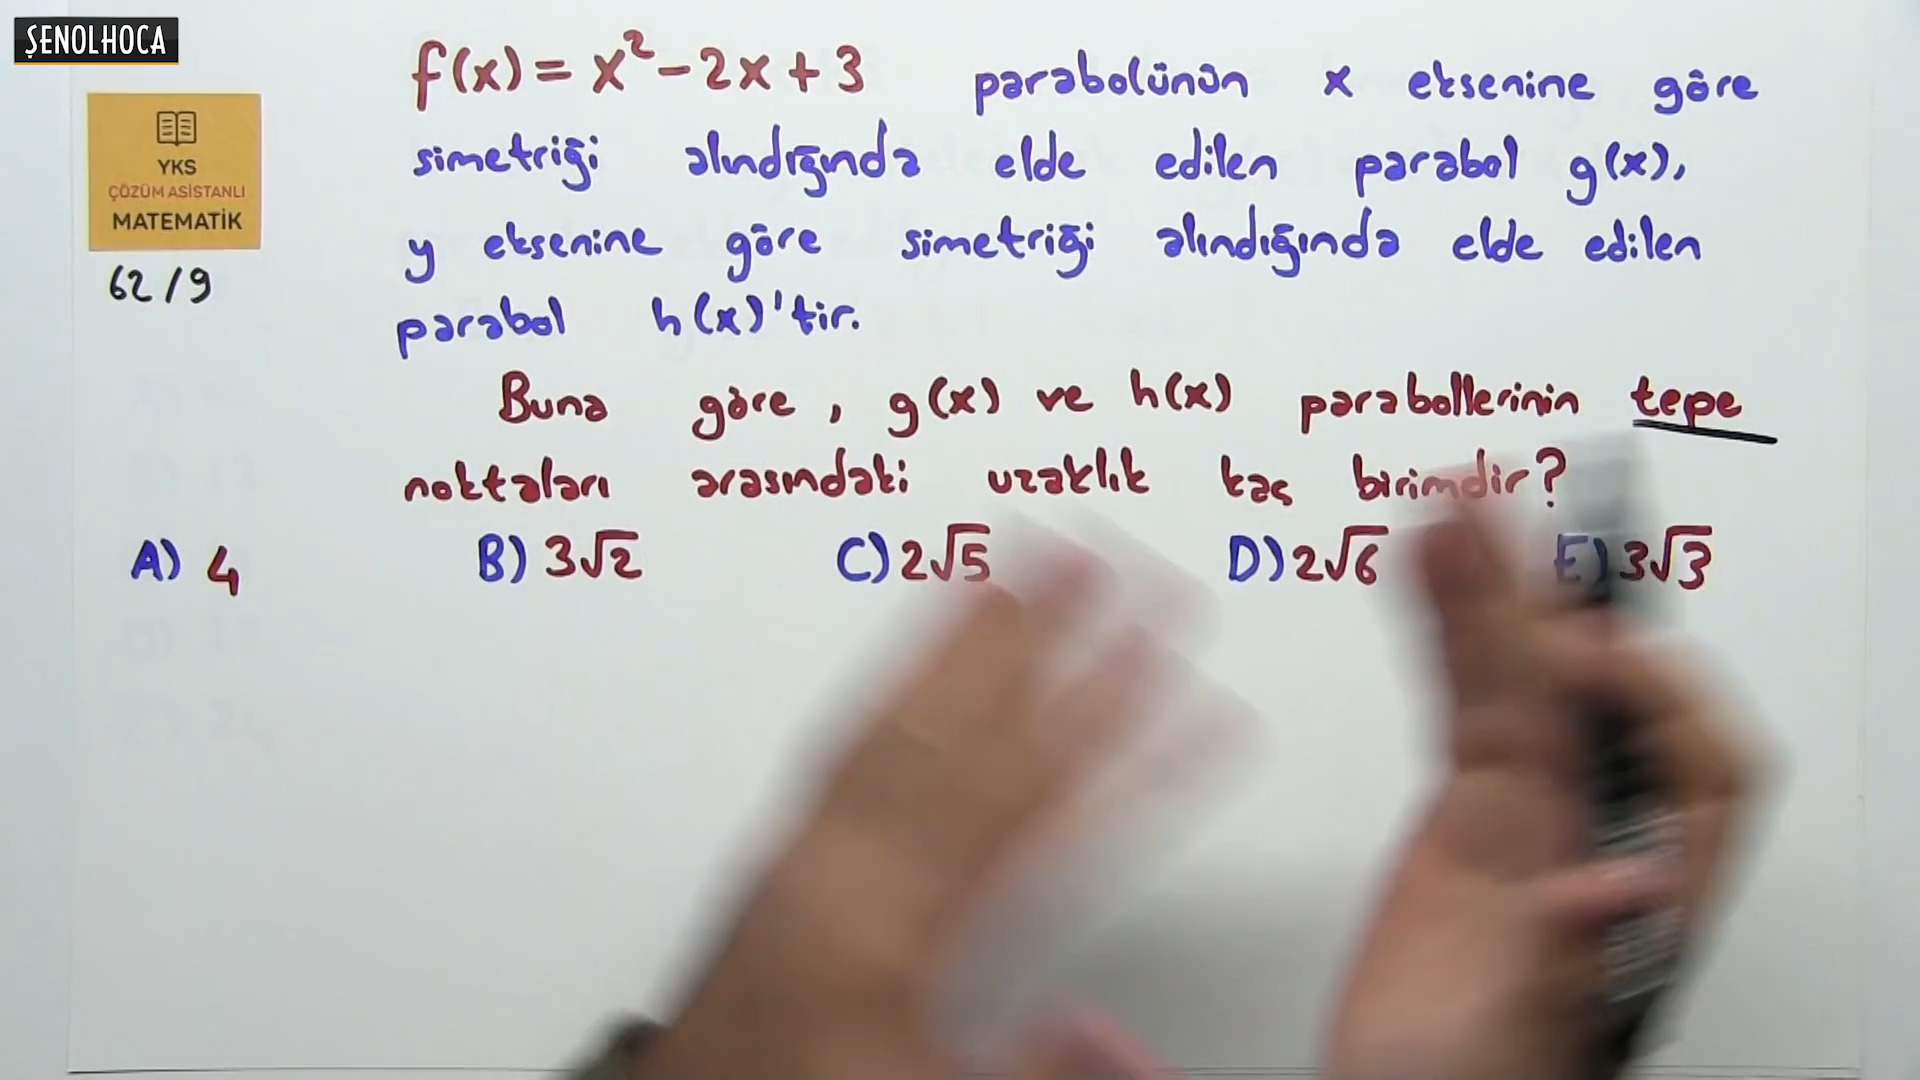 ŞENOLHOCA
f(x) = x² - 2x + 3 parabolünün x eksenine göre
simetriği alındığında elde edilen parabol g(x),
y eksenine göre simetriği alındığında elde edilen
parabol h(x)'tir.
YKS
ÇÖZÜM ASİSTANLI
MATEMATİK
62/9
Buna göre, g(x) ve h(x) parabollerinin tepe
noktaları arasındaki uzaklık kaç birimdir?
A) 4 B) 3√2 C) 2√5 D) 2√6 E) 3√3